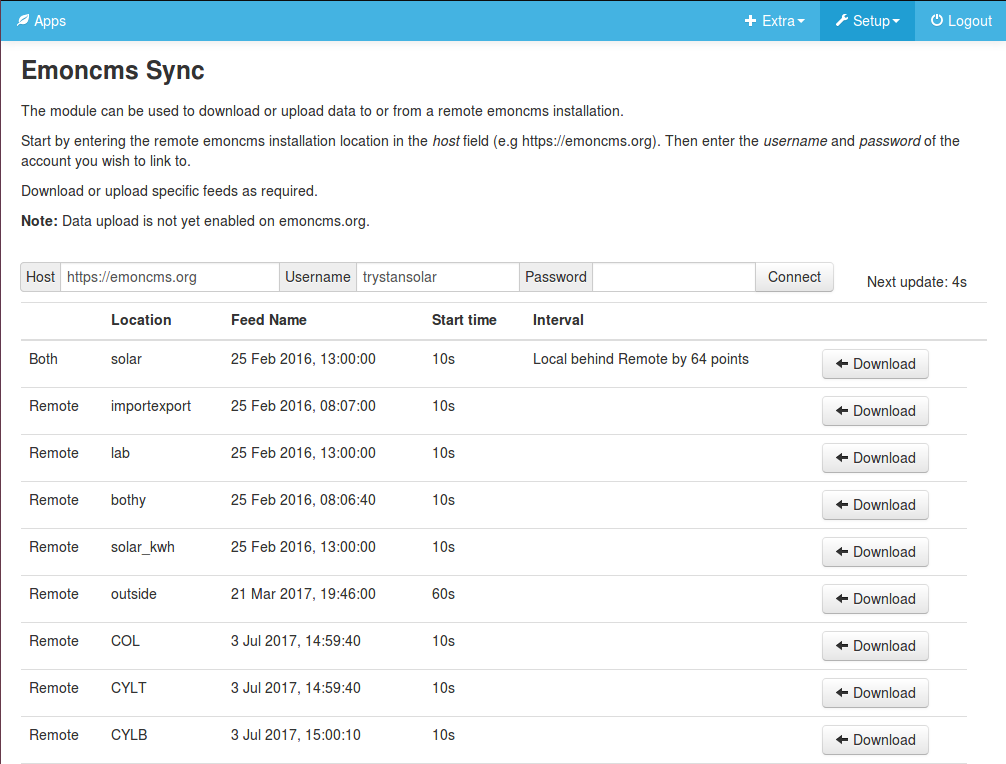 Apps Extra Setup Logout
Emoncms Sync
The module can be used to download or upload data to or from a remote emoncms installation.
Start by entering the remote emoncms installation location in the host field (e.g https://emoncms.org). Then enter the username and password of the
account you wish to link to.
Download or upload specific feeds as required.
Note: Data upload is not yet enabled on emoncms.org.
Host https://emoncms.org Username trystansolar Password Connect Next update: 4s
Location Feed Name Start time Interval
Both solar 25 Feb 2016, 13:00:00 10s Local behind Remote by 64 points Download
Remote importexport 25 Feb 2016, 08:07:00 10s Download
Remote lab 25 Feb 2016, 13:00:00 10s Download
Remote bothy 25 Feb 2016, 08:06:40 10s Download
Remote solar_kwh 25 Feb 2016, 13:00:00 10s Download
Remote outside 21 Mar 2017, 19:46:00 60s Download
Remote COL 3 Jul 2017, 14:59:40 10s Download
Remote CYLT 3 Jul 2017, 14:59:40 10s Download
Remote CYLB 3 Jul 2017, 15:00:10 10s Download